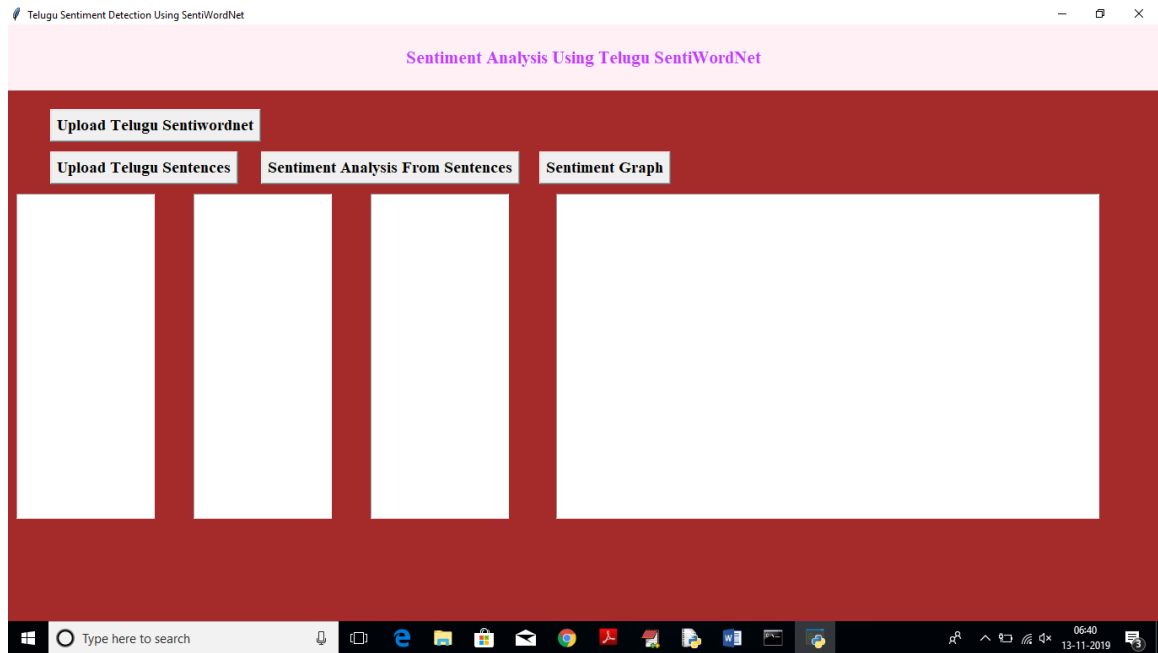 Telugu Sentiment Detection Using SentiWordNet
Sentiment Analysis Using Telugu SentiWordNet
Upload Telugu Sentiwordnet
Upload Telugu Sentences Sentiment Analysis From Sentences Sentiment Graph
Type here to search
06:40
13-11-2019
3